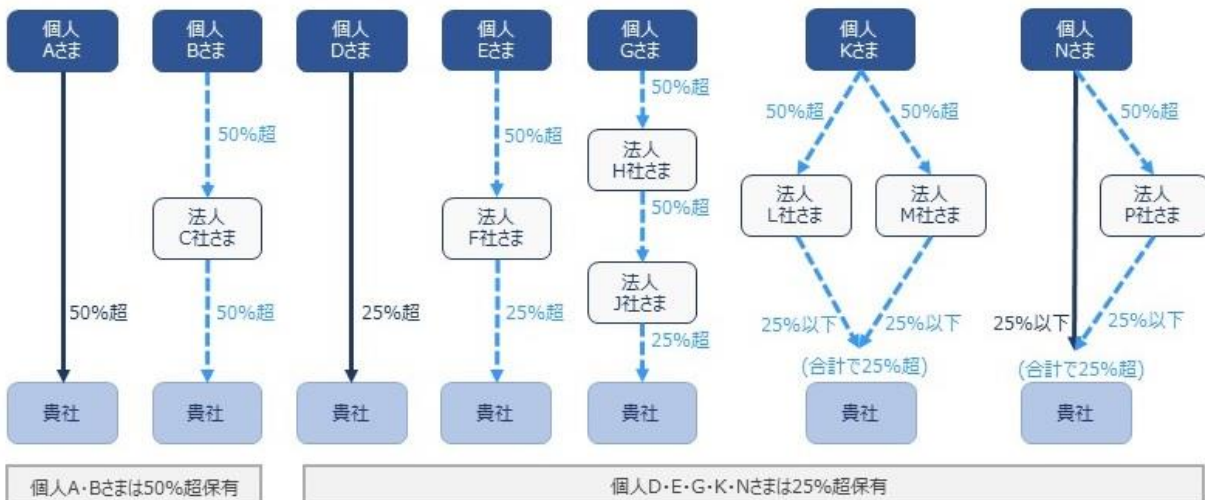 個人
Aさま
個人
Bさま
個人
Dさま
個人
Eさま
個人
Gさま
個人
Kさま
個人
Nさま
50%超
50%超
50%超
50%超
50%超
50%超
法人
H社さま
法人
C社さま
法人
F社さま
50%超
法人
L社さま
法人
M社さま
法人
P社さま
法人
J社さま
50%超
50%超
25%超
25%超
25%超
25%以下
25%以下
25%以下
25%以下
(合計で25%超)
(合計で25%超)
貴社
貴社
貴社
貴社
貴社
貴社
貴社
個人A・Bさまは50%超保有
個人D・E・G・K・Nさまは25%超保有